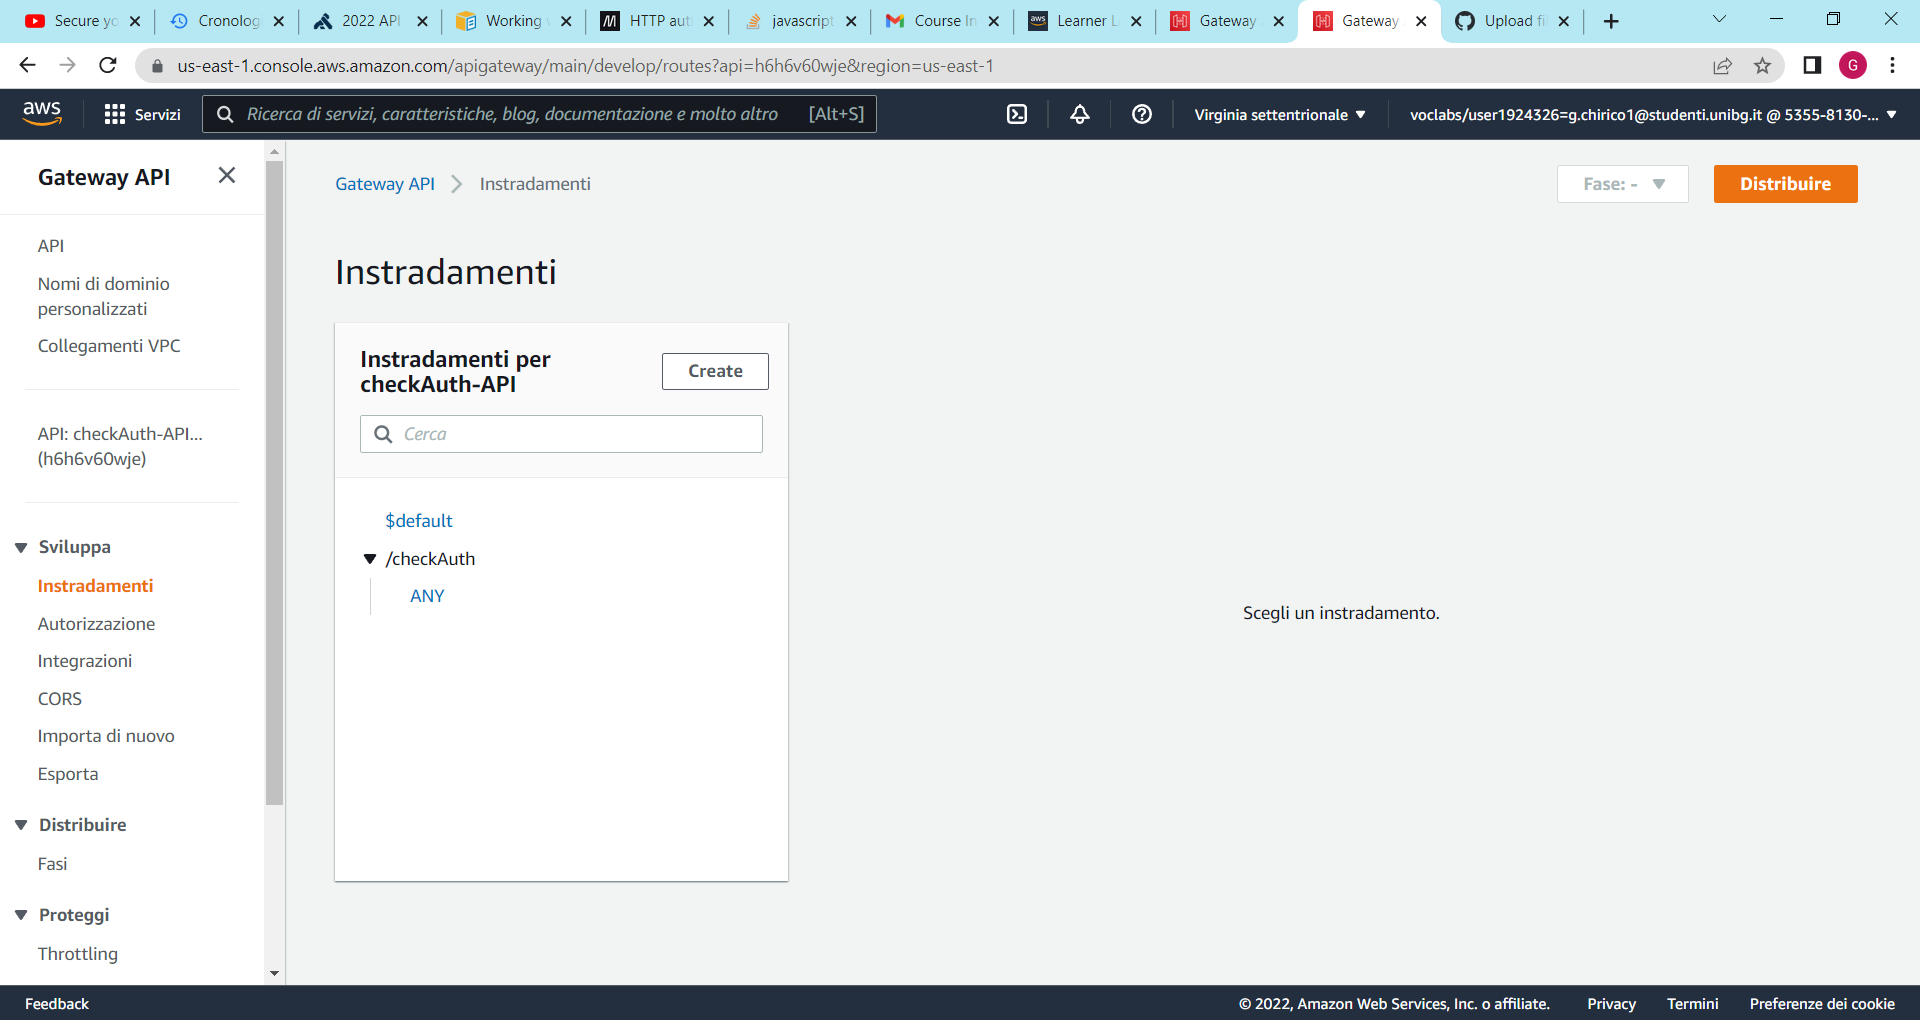 Secure yo
Cronolog
2022 API
Working
HTTP aut
javascript
Course In
Learner L
Gateway
Gateway
Upload fi
us-east-1.console.aws.amazon.com/apigateway/main/develop/routes?api=h6h6v60wje&region=us-east-1
G
aws
Servizi
Ricerca di servizi, caratteristiche, blog, documentazione e molto altro [Alt+S]
Virginia settentrionale
voclabs/user1924326=g.chirico1@studenti.unibg.it @ 5355-8130-...
Gateway API
API
Nomi di dominio
personalizzati
Collegamenti VPC
API: checkAuth-API...
(h6h6v60wje)
Sviluppa
Instradamenti
Autorizzazione
Integrazioni
CORS
Importa di nuovo
Esporta
Distribuire
Fasi
Proteggi
Throttling
Gateway API
Instradamenti
Fase: -
Distribuire
Instradamenti
Instradamenti per
checkAuth-API
Create
Cerca
$default
/checkAuth
ANY
Scegli un instradamento.
Feedback
© 2022, Amazon Web Services, Inc. o affiliate.
Privacy
Termini
Preferenze dei cookie